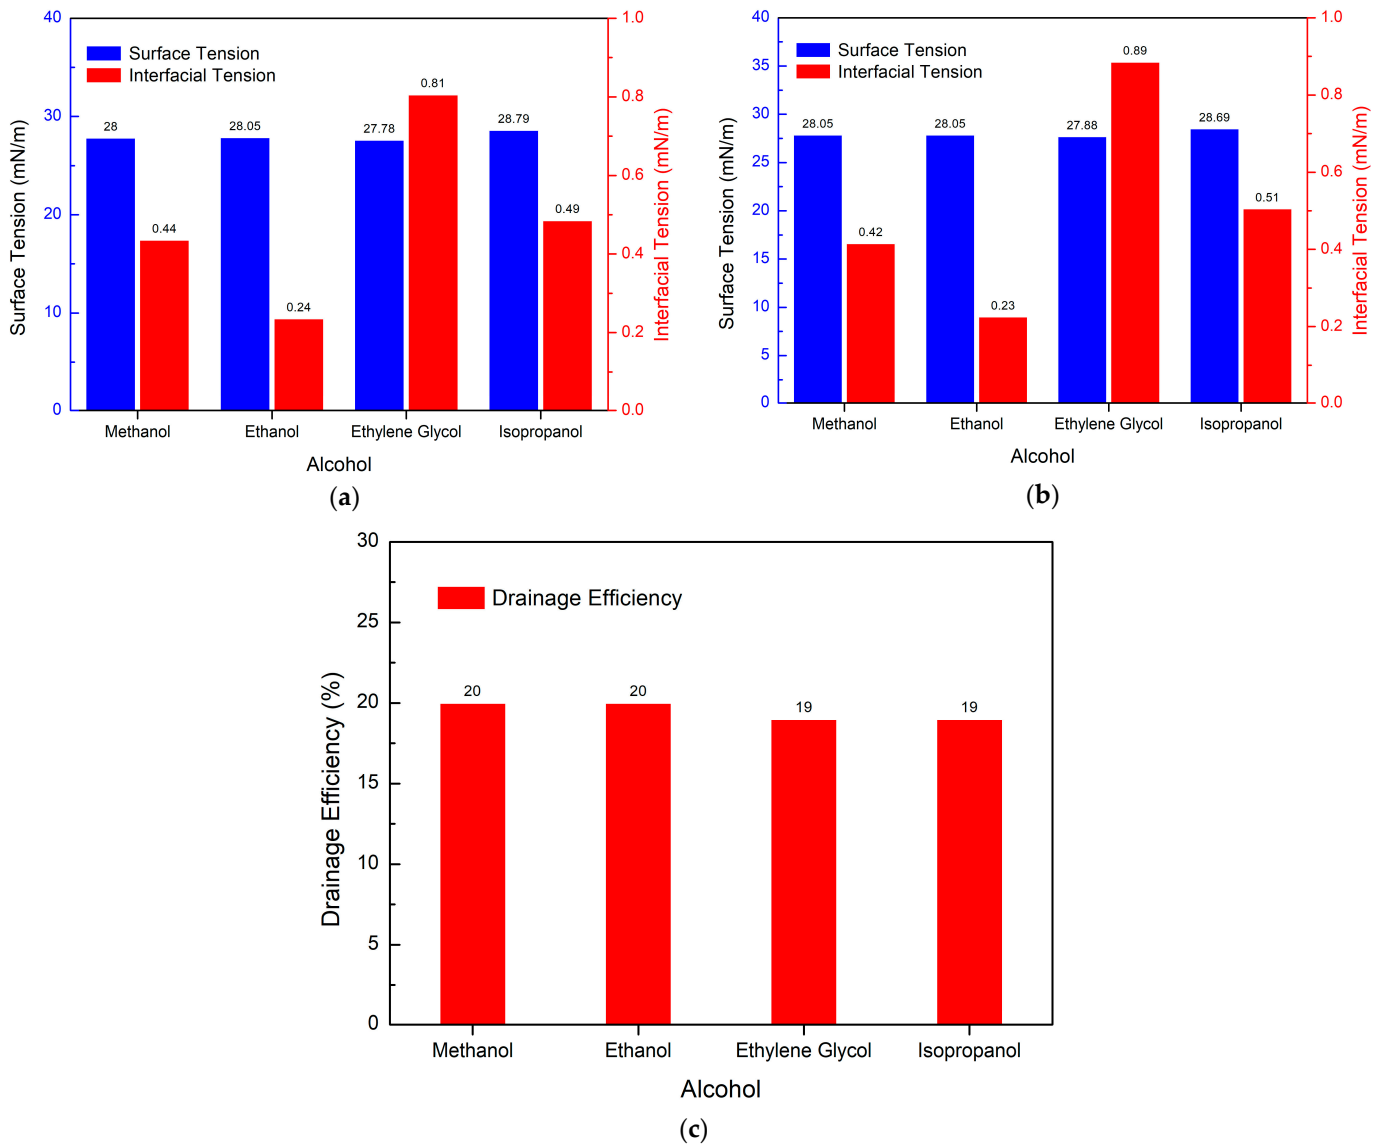 Surface Tension
Interfacial Tension
40
30
20
10
0
Surface Tension (mN/m)
28
0.44
28.05
0.24
27.78
0.81
28.79
0.49
1.0
0.8
0.6
0.4
0.2
0.0
Interfacial Tension (mN/m)
Methanol
Ethanol
Ethylene Glycol
Isopropanol
Alcohol
(a)
Surface Tension
Interfacial Tension
40
35
30
25
20
15
10
5
0
Surface Tension (mN/m)
28.05
0.42
28.05
0.23
27.88
0.89
28.69
0.51
1.0
0.8
0.6
0.4
0.2
0.0
Interfacial Tension (mN/m)
Methanol
Ethanol
Ethylene Glycol
Isopropanol
Alcohol
(b)
Drainage Efficiency
30
25
20
15
10
5
0
Drainage Efficiency (%)
20
20
19
19
Methanol
Ethanol
Ethylene Glycol
Isopropanol
Alcohol
(c)